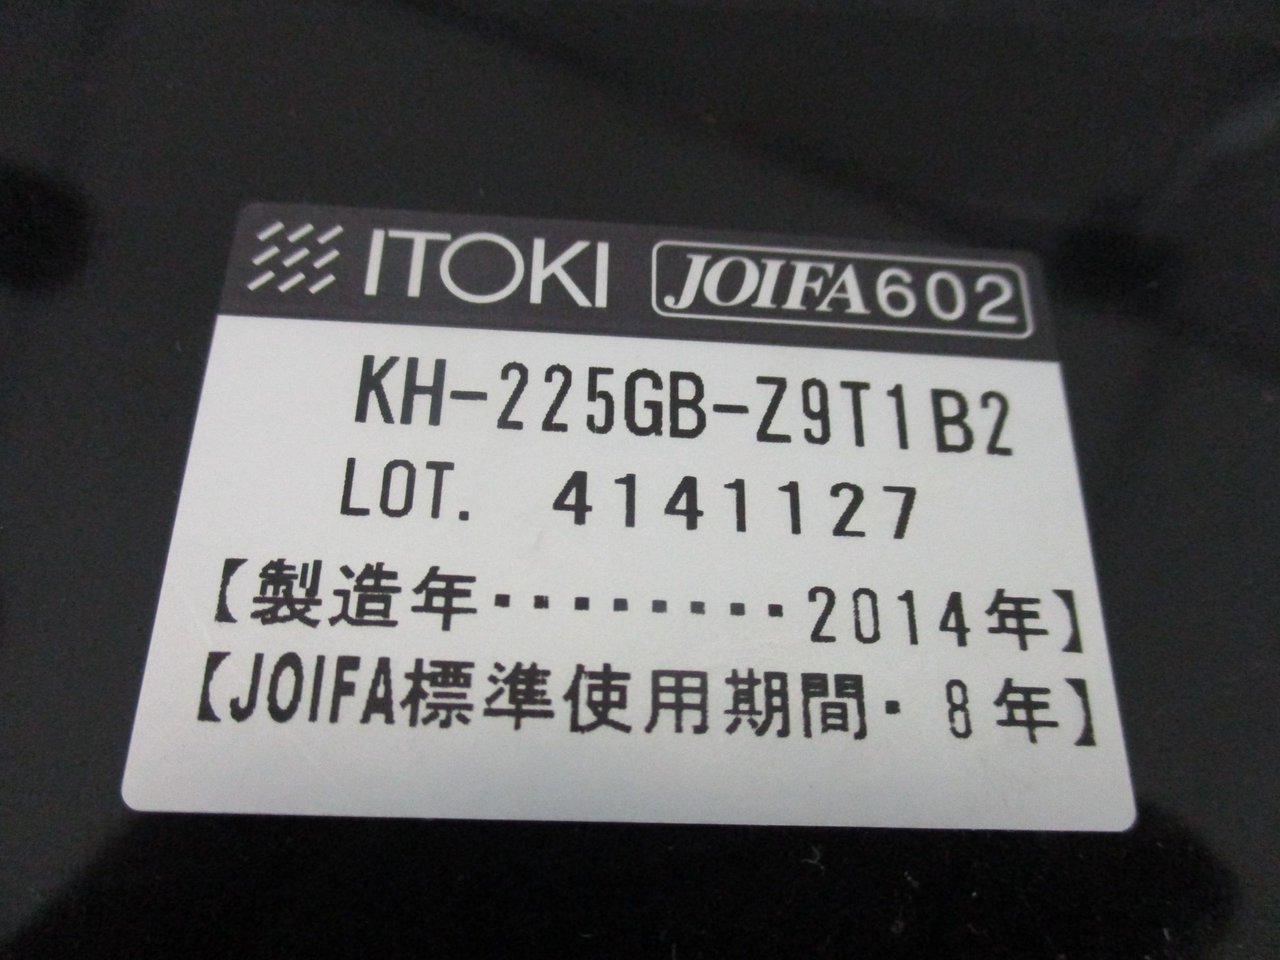 ITOKI JOIFA602
KH-225GB-Z9T1B2
LOT. 4141127
【製造年・・・・・・・・2014年】
【JOIFA標準使用期間・ 8年】